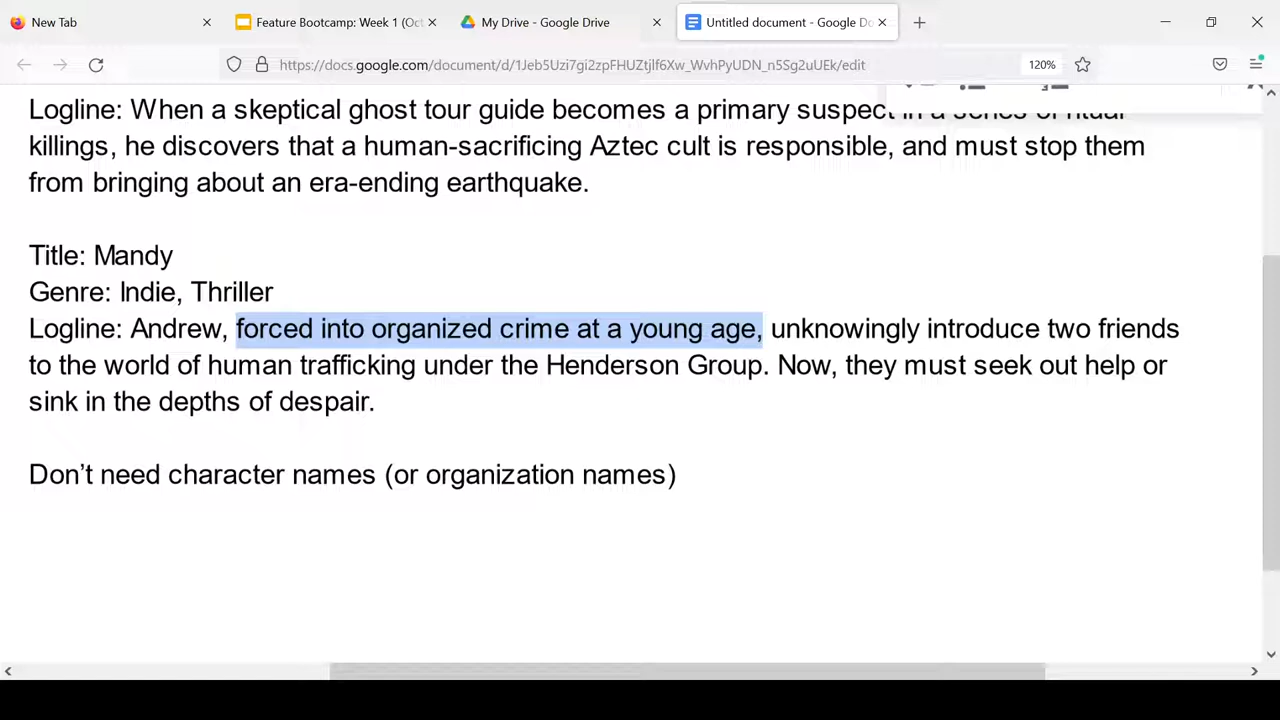 New Tab
Feature Bootcamp: Week 1 (Oct
My Drive - Google Drive
Untitled document - Google Do
https://docs.google.com/document/d/1Jeb5Uzi7gi2zpFHUZtjlf6Xw_WvhPyUDN_n5Sg2uUEk/edit
120%
Logline: When a skeptical ghost tour guide becomes a primary suspect in a series of ritual
killings, he discovers that a human-sacrificing Aztec cult is responsible, and must stop them
from bringing about an era-ending earthquake.
Title: Mandy
Genre: Indie, Thriller
Logline: Andrew, forced into organized crime at a young age, unknowingly introduce two friends
to the world of human trafficking under the Henderson Group. Now, they must seek out help or
sink in the depths of despair.
Don’t need character names (or organization names)